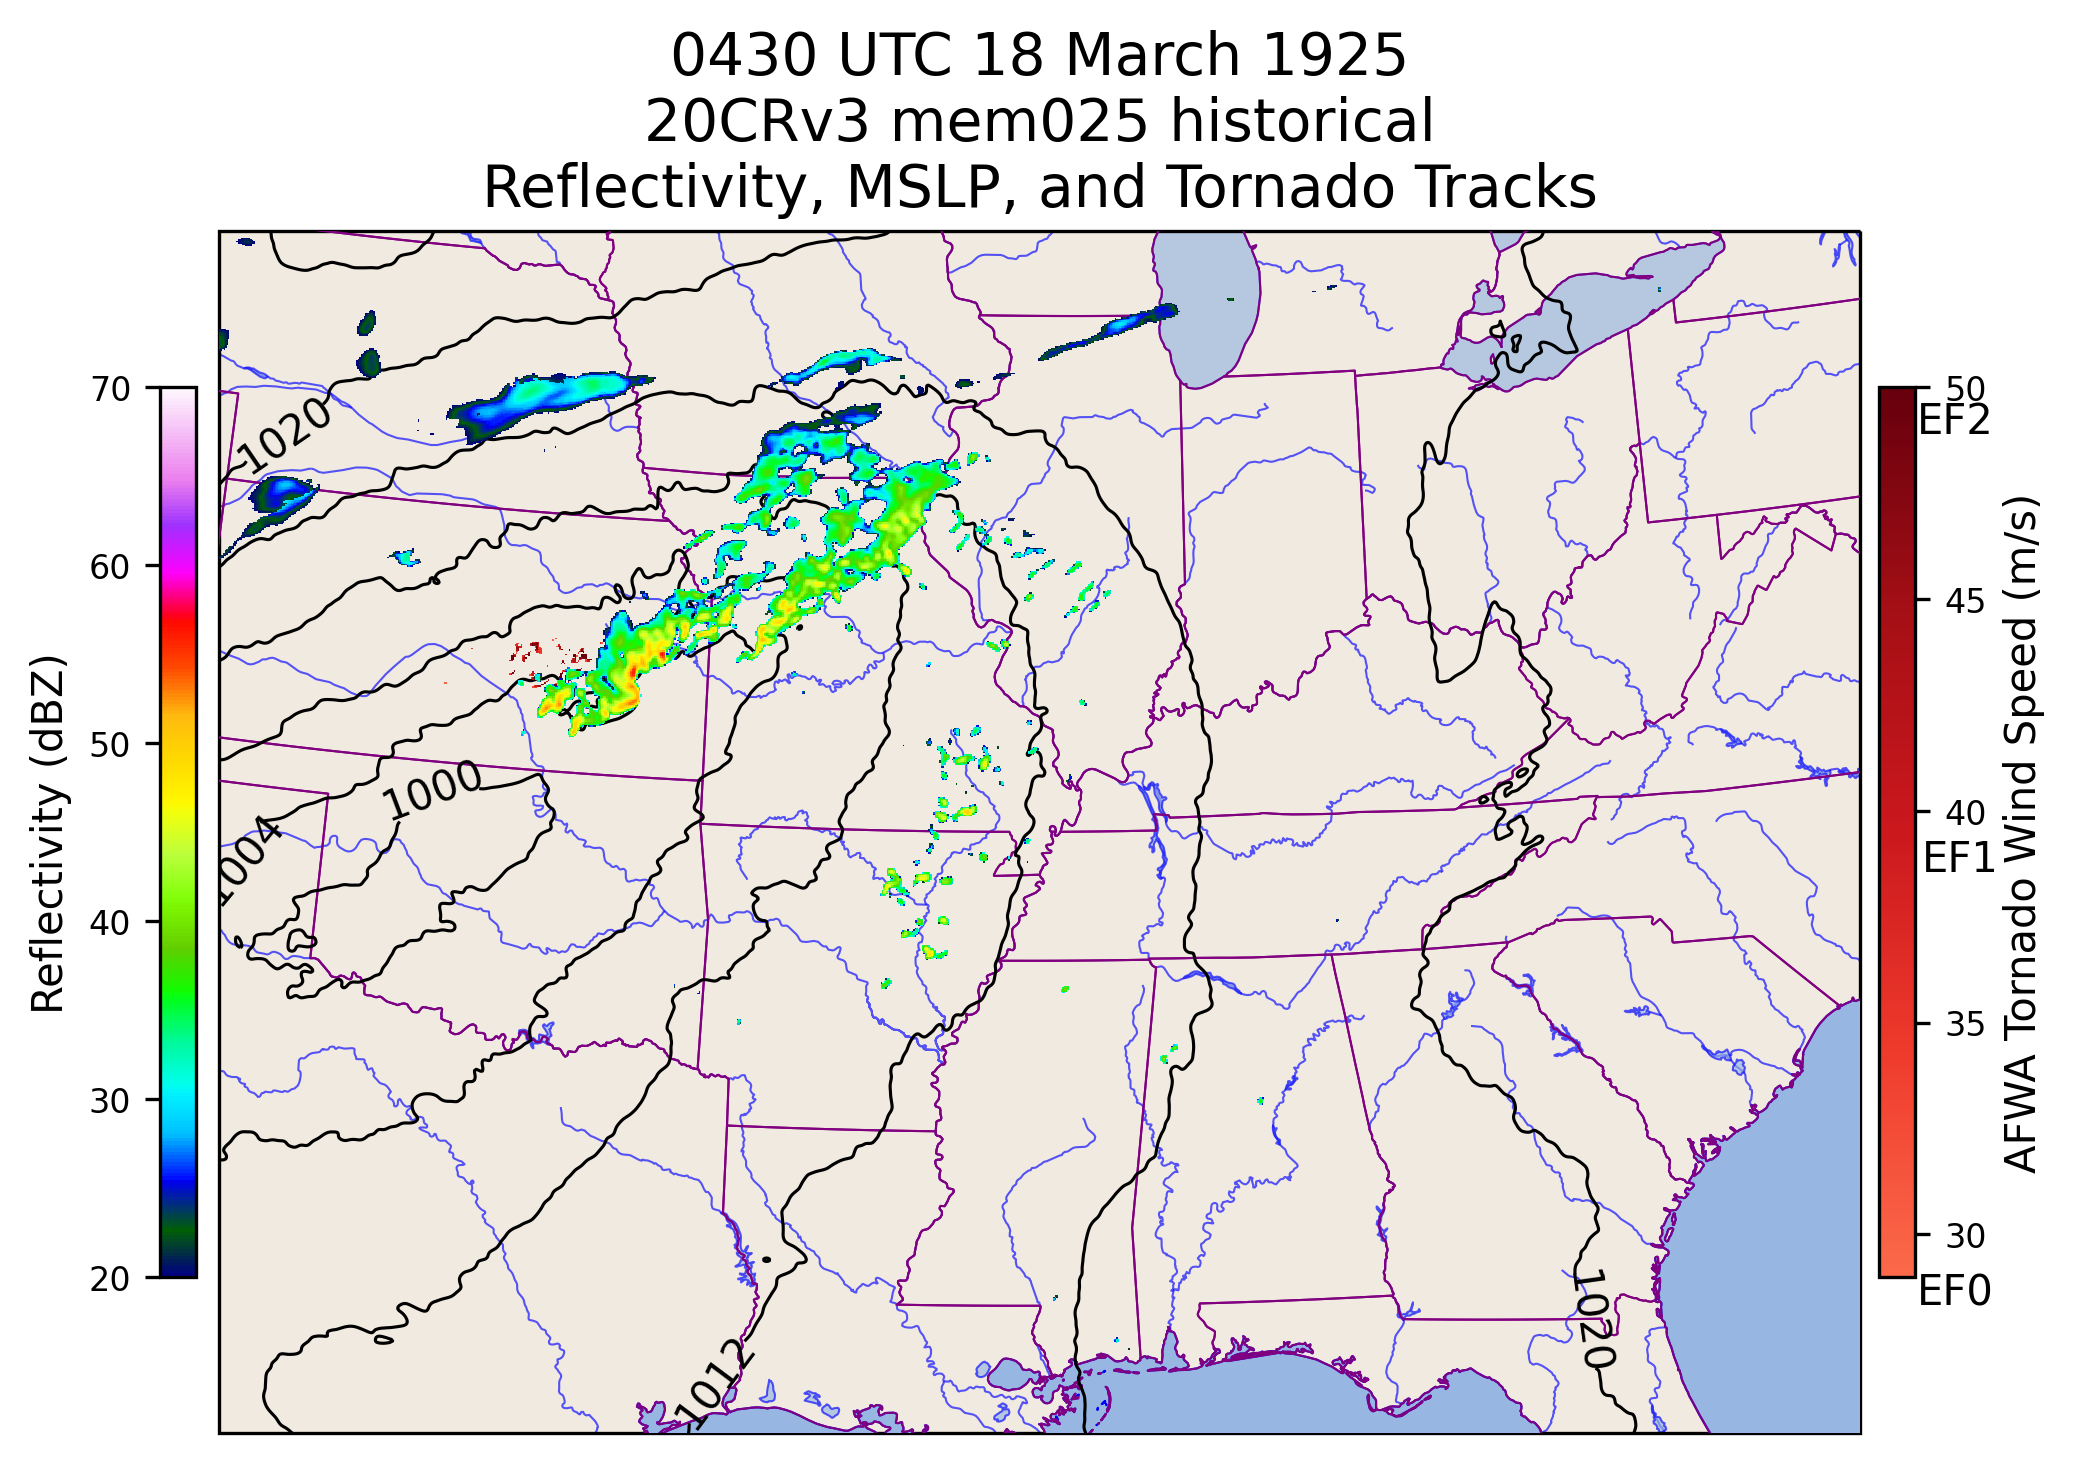 0430 UTC 18 March 1925
20CRv3 mem025 historical
Reflectivity, MSLP, and Tornado Tracks
70
60
50
40
30
20
Reflectivity (dBZ)
1020
1000
1004
1012
1020
50
EF2
45
40
EF1
35
30
EF0
AFWA Tornado Wind Speed (m/s)